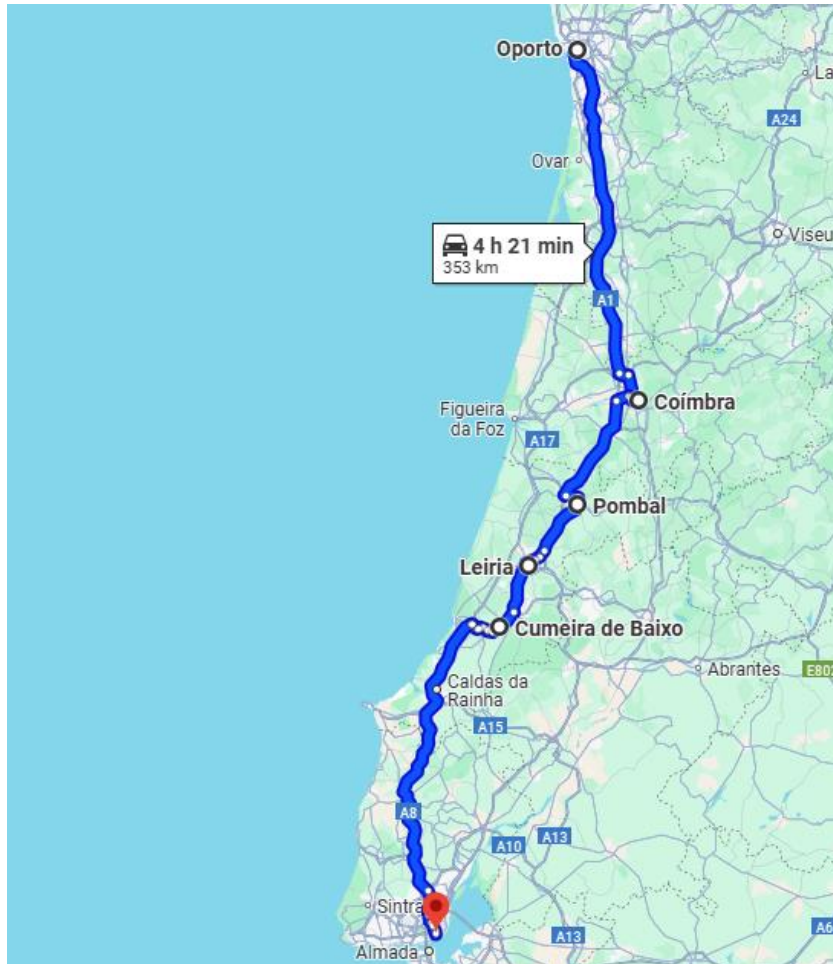 Oporto
La
A24
Ovar
Viseu
4 h 21 min
353 km
A1
Coímbra
Figueira
da Foz
A17
Pombal
Leiria
Cumeira de Baixo
Abrantes
E802
Caldas da
Rainha
A15
A8
A13
A10
Sintra
A13
A6
Almada